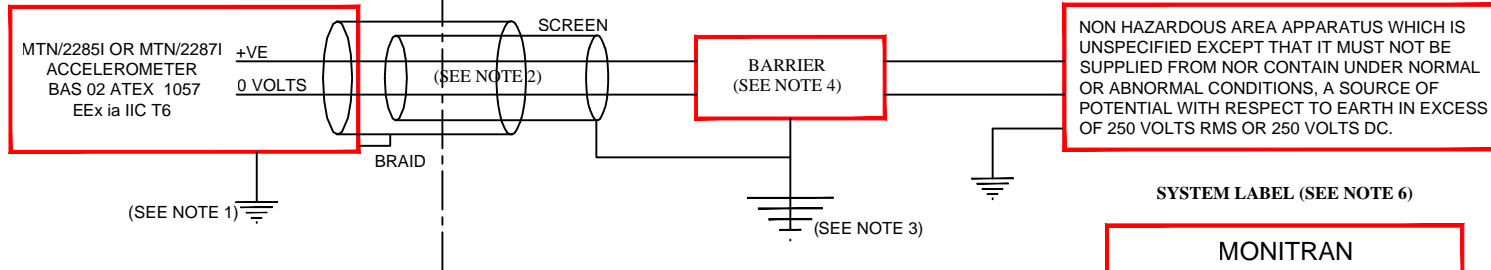 MTN/2285I OR MTN/2287I
ACCELEROMETER
BAS 02 ATEX 1057
EEx ia IIC T6
+VE
0 VOLTS
(SEE NOTE 1)
BRAID
(SEE NOTE 2)
SCREEN
BARRIER
(SEE NOTE 4)
(SEE NOTE 3)
NON HAZARDOUS AREA APPARATUS WHICH IS
UNSPECIFIED EXCEPT THAT IT MUST NOT BE
SUPPLIED FROM NOR CONTAIN UNDER NORMAL
OR ABNORMAL CONDITIONS, A SOURCE OF
POTENTIAL WITH RESPECT TO EARTH IN EXCESS
OF 250 VOLTS RMS OR 250 VOLTS DC.
SYSTEM LABEL (SEE NOTE 6)
MONITRAN